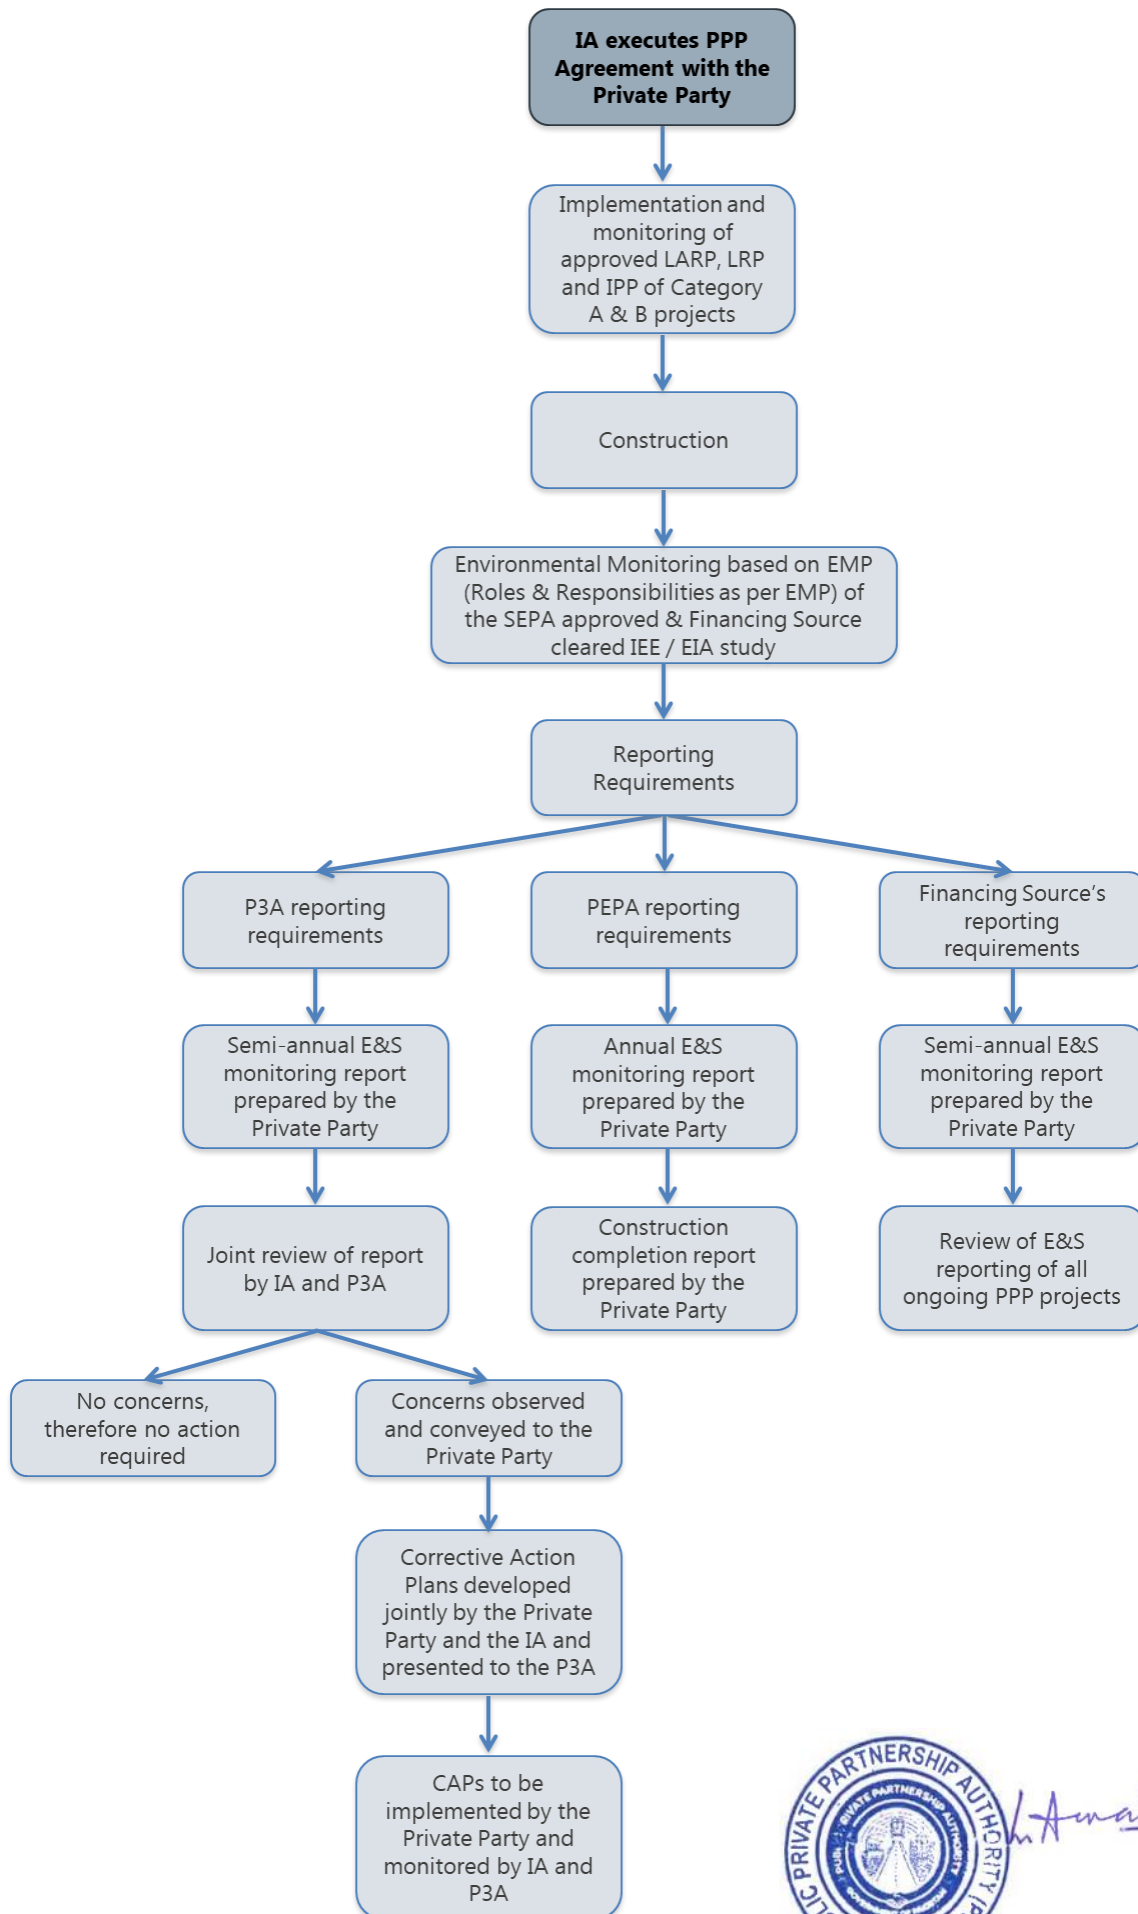 IA executes PPP
Agreement with the
Private Party
Implementation and
monitoring of
approved LARP, LRP
and IPP of Category
A & B projects
Construction
Environmental Monitoring based on EMP
(Roles & Responsibilities as per EMP) of
the SEPA approved & Financing Source
cleared IEE / EIA study
Reporting
Requirements
P3A reporting
requirements
PEPA reporting
requirements
Financing Source’s
reporting
requirements
Semi-annual E&S
monitoring report
prepared by the
Private Party
Annual E&S
monitoring report
prepared by the
Private Party
Semi-annual E&S
monitoring report
prepared by the
Private Party
Joint review of report
by IA and P3A
Construction
completion report
prepared by the
Private Party
Review of E&S
reporting of all
ongoing PPP projects
No concerns,
therefore no action
required
Concerns observed
and conveyed to the
Private Party
Corrective Action
Plans developed
jointly by the Private
Party and the IA and
presented to the P3A
CAPs to be
implemented by the
Private Party and
monitored by IA and
P3A
PRIVATE PARTNERSHIP AUTHORITY
PRIVATE PARTNERSHIP AUTHORITY